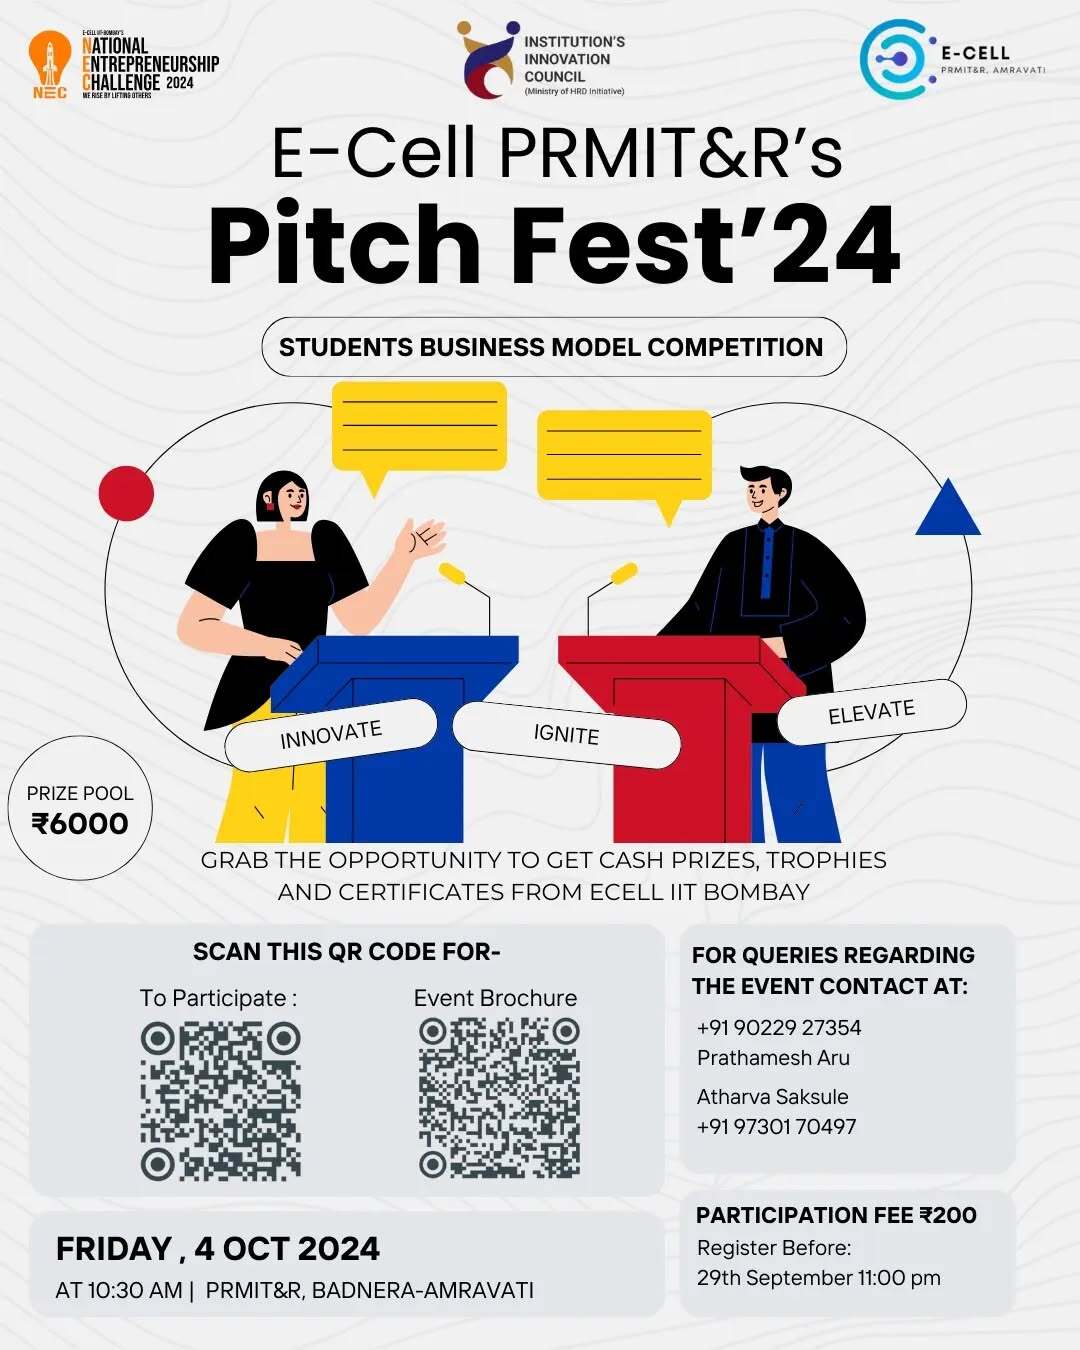 E-CELL IIT-BOMBAY'S
NATIONAL
ENTREPRENEURSHIP
CHALLENGE 2024
WE RISE BY LIFTING OTHERS
NEC
INSTITUTION'S
INNOVATION
COUNCIL
(Ministry of HRD Initiative)
E-CELL
PRMIT&R, AMRAVATI
E-Cell PRMIT&R's
Pitch Fest'24
STUDENTS BUSINESS MODEL COMPETITION
INNOVATE
IGNITE
ELEVATE
PRIZE POOL
₹6000
GRAB THE OPPORTUNITY TO GET CASH PRIZES, TROPHIES
AND CERTIFICATES FROM ECELL IIT BOMBAY
SCAN THIS QR CODE FOR-
To Participate :
Event Brochure
FOR QUERIES REGARDING
THE EVENT CONTACT AT:
+91 90229 27354
Prathamesh Aru
Atharva Saksule
+91 97301 70497
FRIDAY , 4 OCT 2024
AT 10:30 AM | PRMIT&R, BADNERA-AMRAVATI
PARTICIPATION FEE ₹200
Register Before:
29th September 11:00 pm